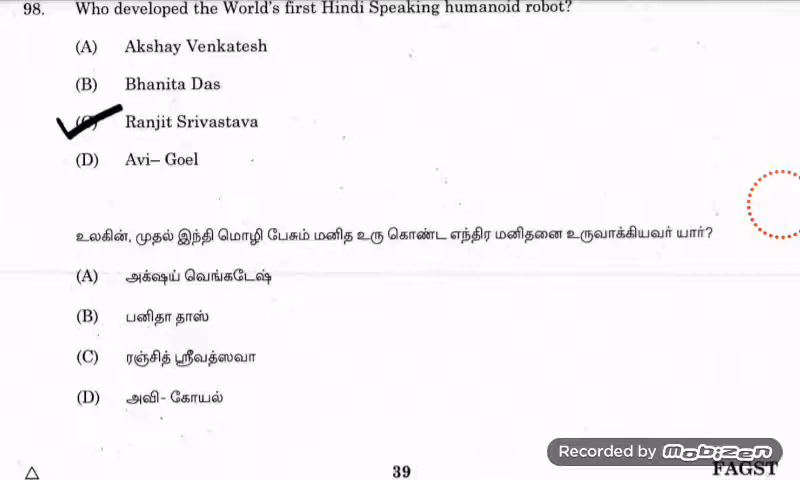 98. Who developed the World's first Hindi Speaking humanoid robot?
(A) Akshay Venkatesh
(B) Bhanita Das
(C) Ranjit Srivastava
(D) Avi– Goel
உலகின், முதல் இந்தி மொழி பேசும் மனித உரு கொண்ட எந்திர மனிதனை உருவாக்கியவர் யார்?
(A) அக்ஷய் வெங்கடேஷ்
(B) பனிதா தாஸ்
(C) ரஞ்சித் ஸ்ரீவத்ஸவா
(D) அவி- கோயல்
Recorded by mobizen
39
FAGST